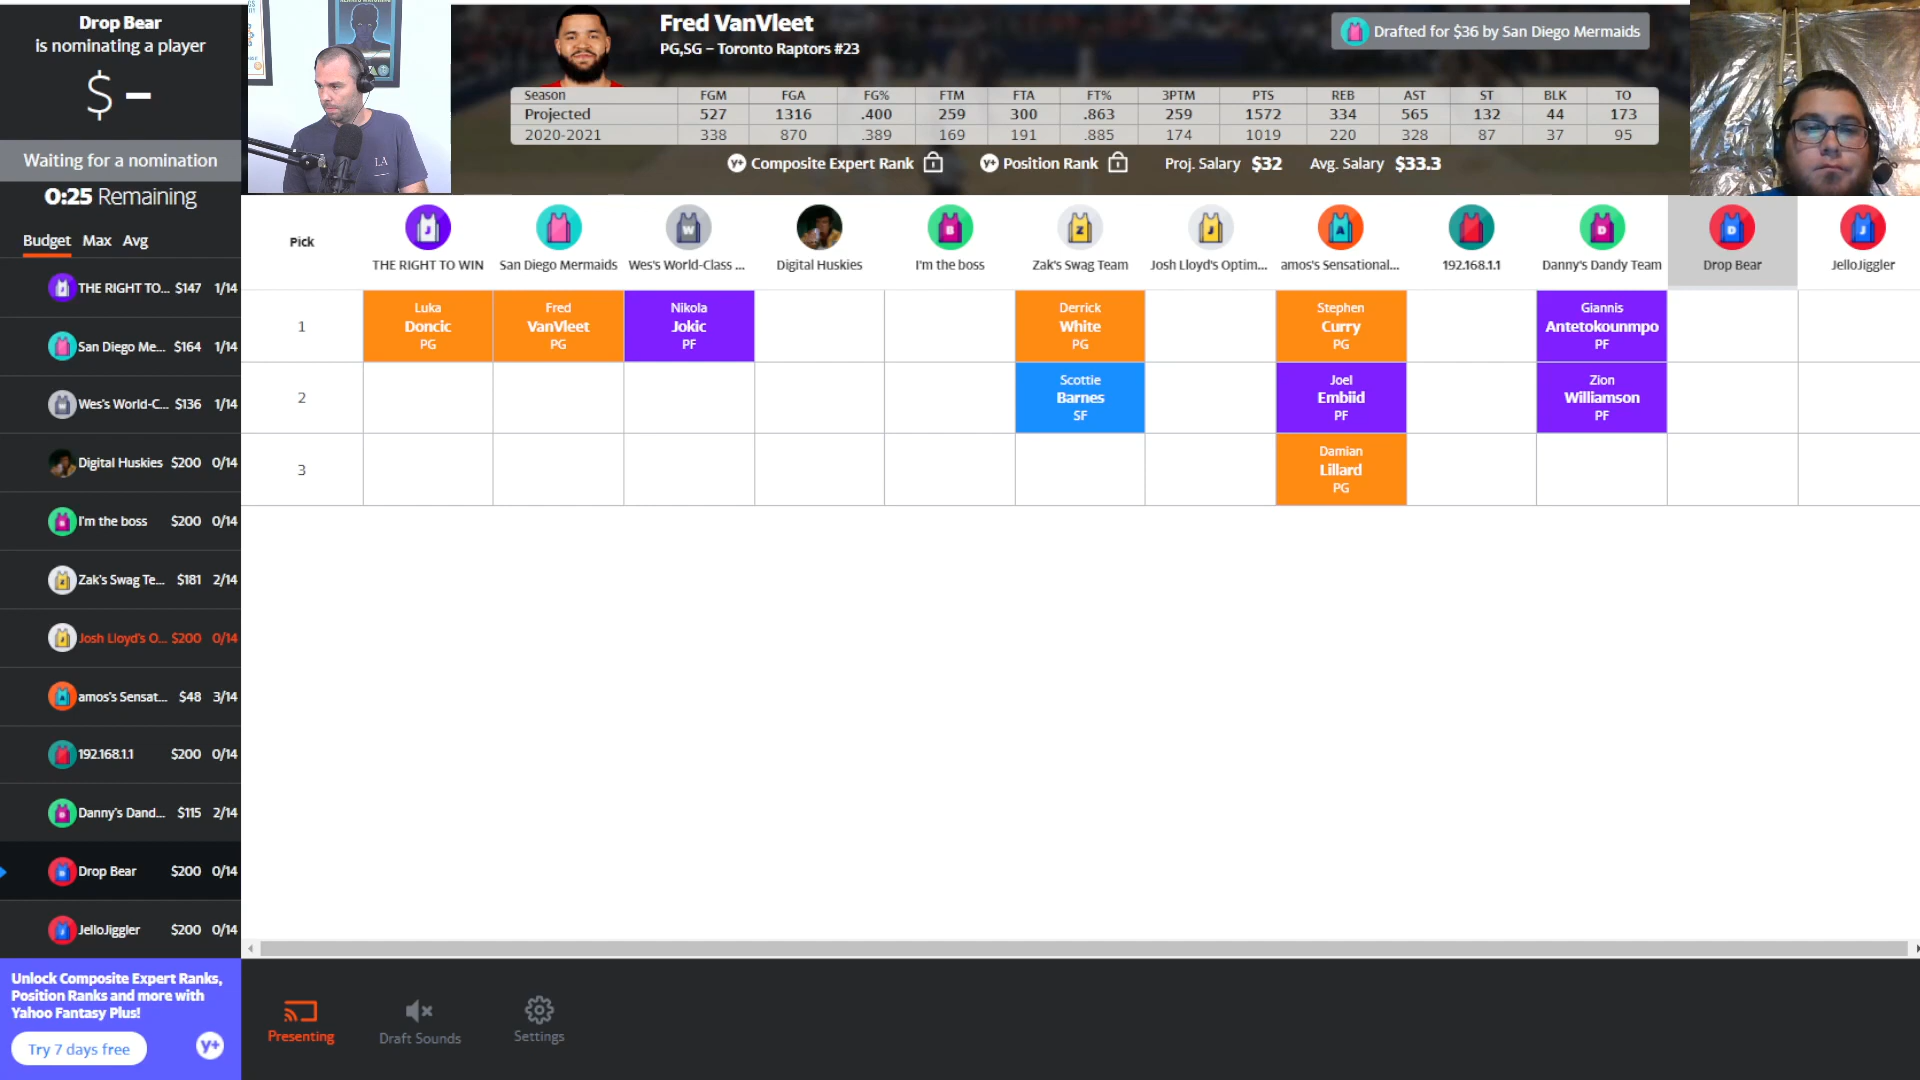 Drop Bear
is nominating a player
$ –
Waiting for a nomination
0:25 Remaining
Budget Max Avg
THE RIGHT TO... $147 1/14
San Diego Me... $164 1/14
Wes's World-C... $136 1/14
Digital Huskies $200 0/14
I'm the boss $200 0/14
Zak's Swag Te... $181 2/14
Josh Lloyd's O... $200 0/14
amos's Sensat... $48 3/14
192.168.1.1 $200 0/14
Danny's Dand... $115 2/14
Drop Bear $200 0/14
JelloJiggler $200 0/14
Unlock Composite Expert Ranks,
Position Ranks and more with
Yahoo Fantasy Plus!
Try 7 days free
y+
LA
Fred VanVleet
PG,SG – Toronto Raptors #23
Drafted for $36 by San Diego Mermaids
Season FGM FGA FG% FTM FTA FT% 3PTM PTS REB AST ST BLK TO
Projected 527 1316 .400 259 300 .863 259 1572 334 565 132 44 173
2020-2021 338 870 .389 169 191 .885 174 1019 220 328 87 37 95
y+ Composite Expert Rank y+ Position Rank Proj. Salary $32 Avg. Salary $33.3
Pick
THE RIGHT TO WIN San Diego Mermaids Wes's World-Class ... Digital Huskies I'm the boss Zak's Swag Team Josh Lloyd's Optim... amos's Sensational... 192.168.1.1 Danny's Dandy Team Drop Bear JelloJiggler
1
Luka Fred Nikola Derrick Stephen Giannis
Doncic VanVleet Jokic White Curry Antetokounmpo
PG PG PF PG PG PF
2
Scottie Joel Zion
Barnes Embiid Williamson
SF PF PF
3
Damian
Lillard
PG
Presenting Draft Sounds Settings